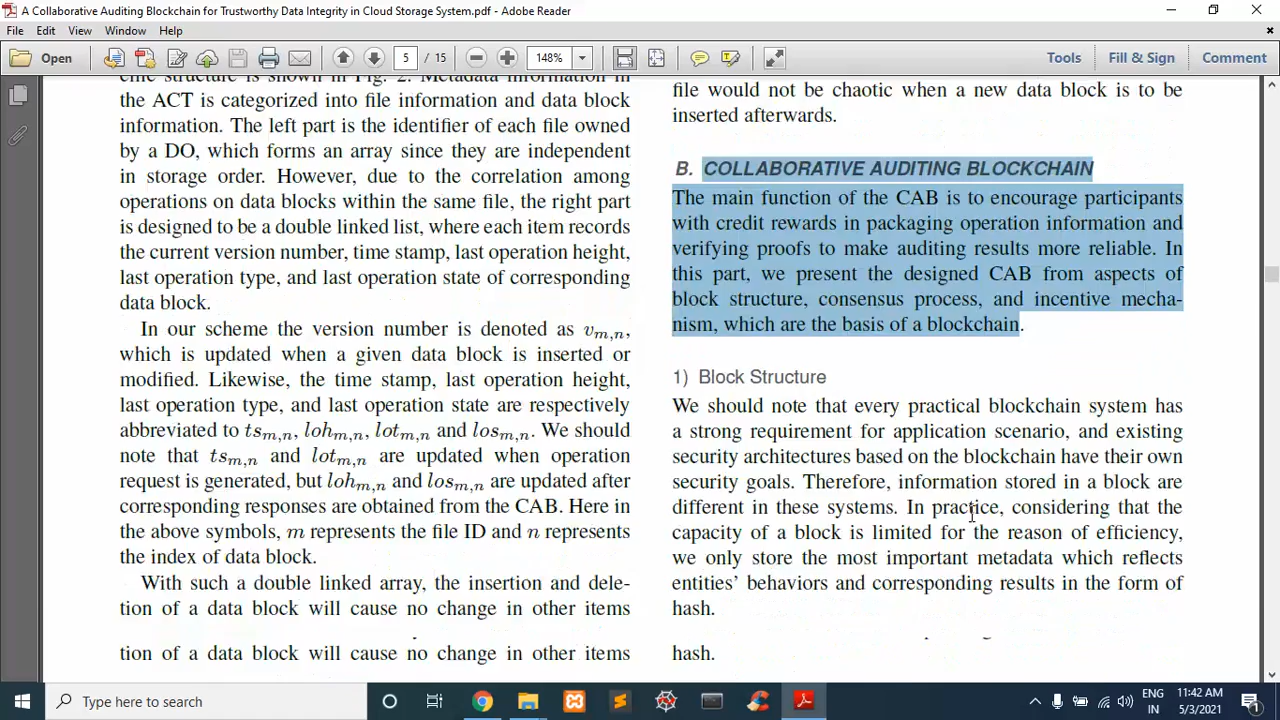 A Collaborative Auditing Blockchain for Trustworthy Data Integrity in Cloud Storage System.pdf - Adobe Reader
File Edit View Window Help
Open 5 / 15 148% Tools Fill & Sign Comment
the ACT is categorized into file information and data block
information. The left part is the identifier of each file owned
by a DO, which forms an array since they are independent
in storage order. However, due to the correlation among
operations on data blocks within the same file, the right part
is designed to be a double linked list, where each item records
the current version number, time stamp, last operation height,
last operation type, and last operation state of corresponding
data block.
In our scheme the version number is denoted as vm,n,
which is updated when a given data block is inserted or
modified. Likewise, the time stamp, last operation height,
last operation type, and last operation state are respectively
abbreviated to tsm,n, lohm,n, lotm,n and losm,n. We should
note that tsm,n and lotm,n are updated when operation
request is generated, but lohm,n and losm,n are updated after
corresponding responses are obtained from the CAB. Here in
the above symbols, m represents the file ID and n represents
the index of data block.
With such a double linked array, the insertion and dele-
tion of a data block will cause no change in other items
tion of a data block will cause no change in other items
file would not be chaotic when a new data block is to be
inserted afterwards.
B. COLLABORATIVE AUDITING BLOCKCHAIN
The main function of the CAB is to encourage participants
with credit rewards in packaging operation information and
verifying proofs to make auditing results more reliable. In
this part, we present the designed CAB from aspects of
block structure, consensus process, and incentive mecha-
nism, which are the basis of a blockchain.
1) Block Structure
We should note that every practical blockchain system has
a strong requirement for application scenario, and existing
security architectures based on the blockchain have their own
security goals. Therefore, information stored in a block are
different in these systems. In practice, considering that the
capacity of a block is limited for the reason of efficiency,
we only store the most important metadata which reflects
entities' behaviors and corresponding results in the form of
hash.
hash.
Type here to search
ENG
IN
11:42 AM
5/3/2021
1